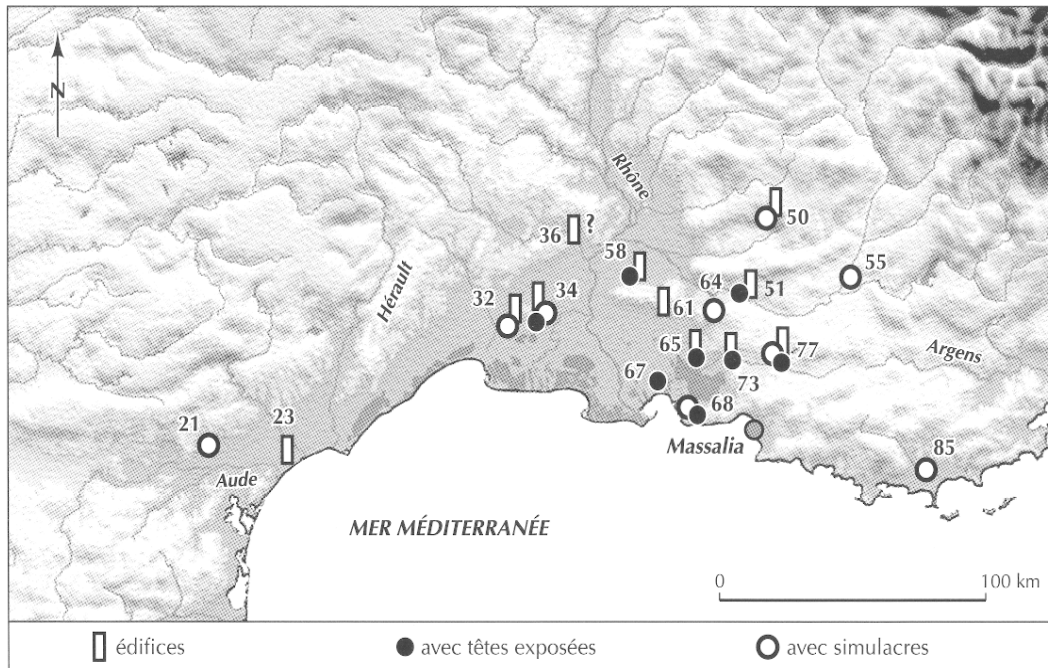 N
Rhône
50
36 ?
58
55
64
51
Hérault
32
34
61
65
77
Argens
67
73
68
21
23
Massalia
85
Aude
MER MÉDITERRANÉE
0 100 km
édifices avec têtes exposées avec simulacres